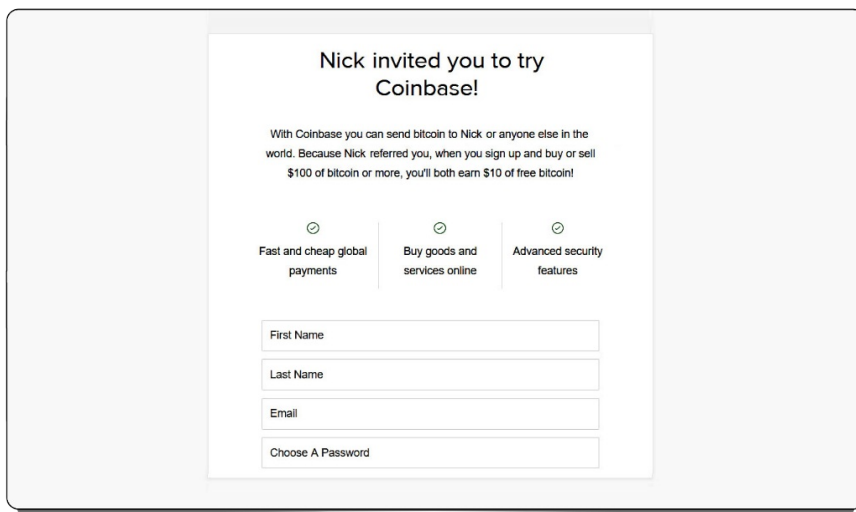 Nick invited you to try
Coinbase!
With Coinbase you can send bitcoin to Nick or anyone else in the
world. Because Nick referred you, when you sign up and buy or sell
$100 of bitcoin or more, you'll both earn $10 of free bitcoin!
Fast and cheap global
payments
Buy goods and
services online
Advanced security
features
First Name
Last Name
Email
Choose A Password